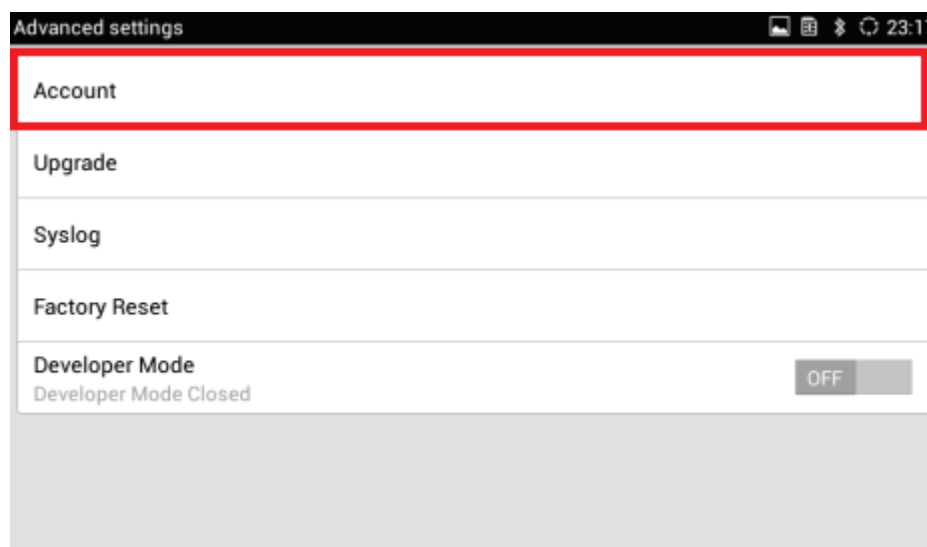 Advanced settings
23:1
Account
Upgrade
Syslog
Factory Reset
Developer Mode
OFF
Developer Mode Closed